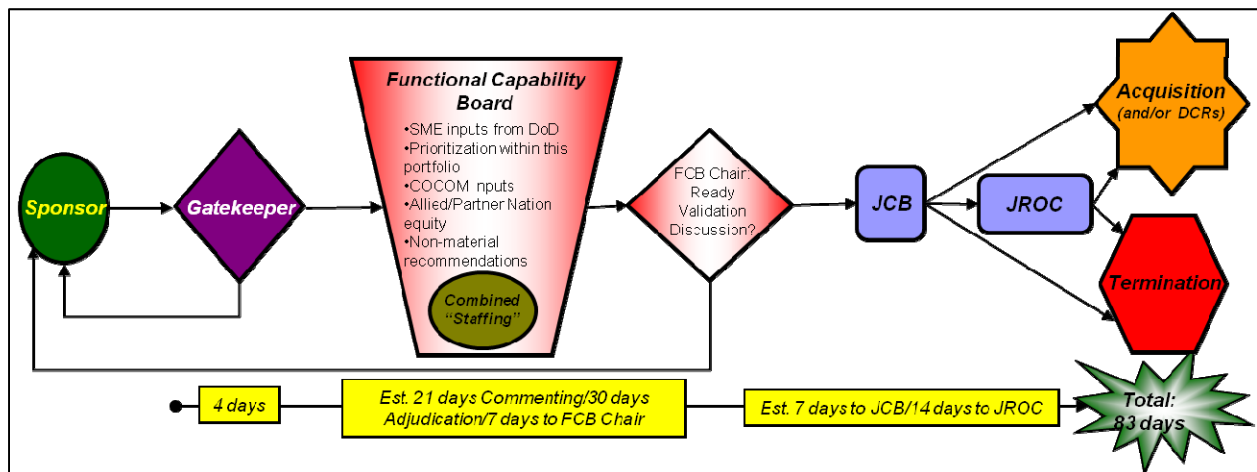 Sponsor
Gatekeeper
Functional Capability
Board
•SME inputs from DoD
•Prioritization within this
portfolio
•COCOM inputs
•Allied/Partner Nation
equity
•Non-material
recommendations
Combined
“Staffing”
FCB Chair:
Ready
Validation
Discussion?
JCB
JROC
Acquisition
(and/or DCRs)
Termination
4 days
Est. 21 days Commenting/30 days
Adjudication/7 days to FCB Chair
Est. 7 days to JCB/14 days to JROC
Total:
83 days